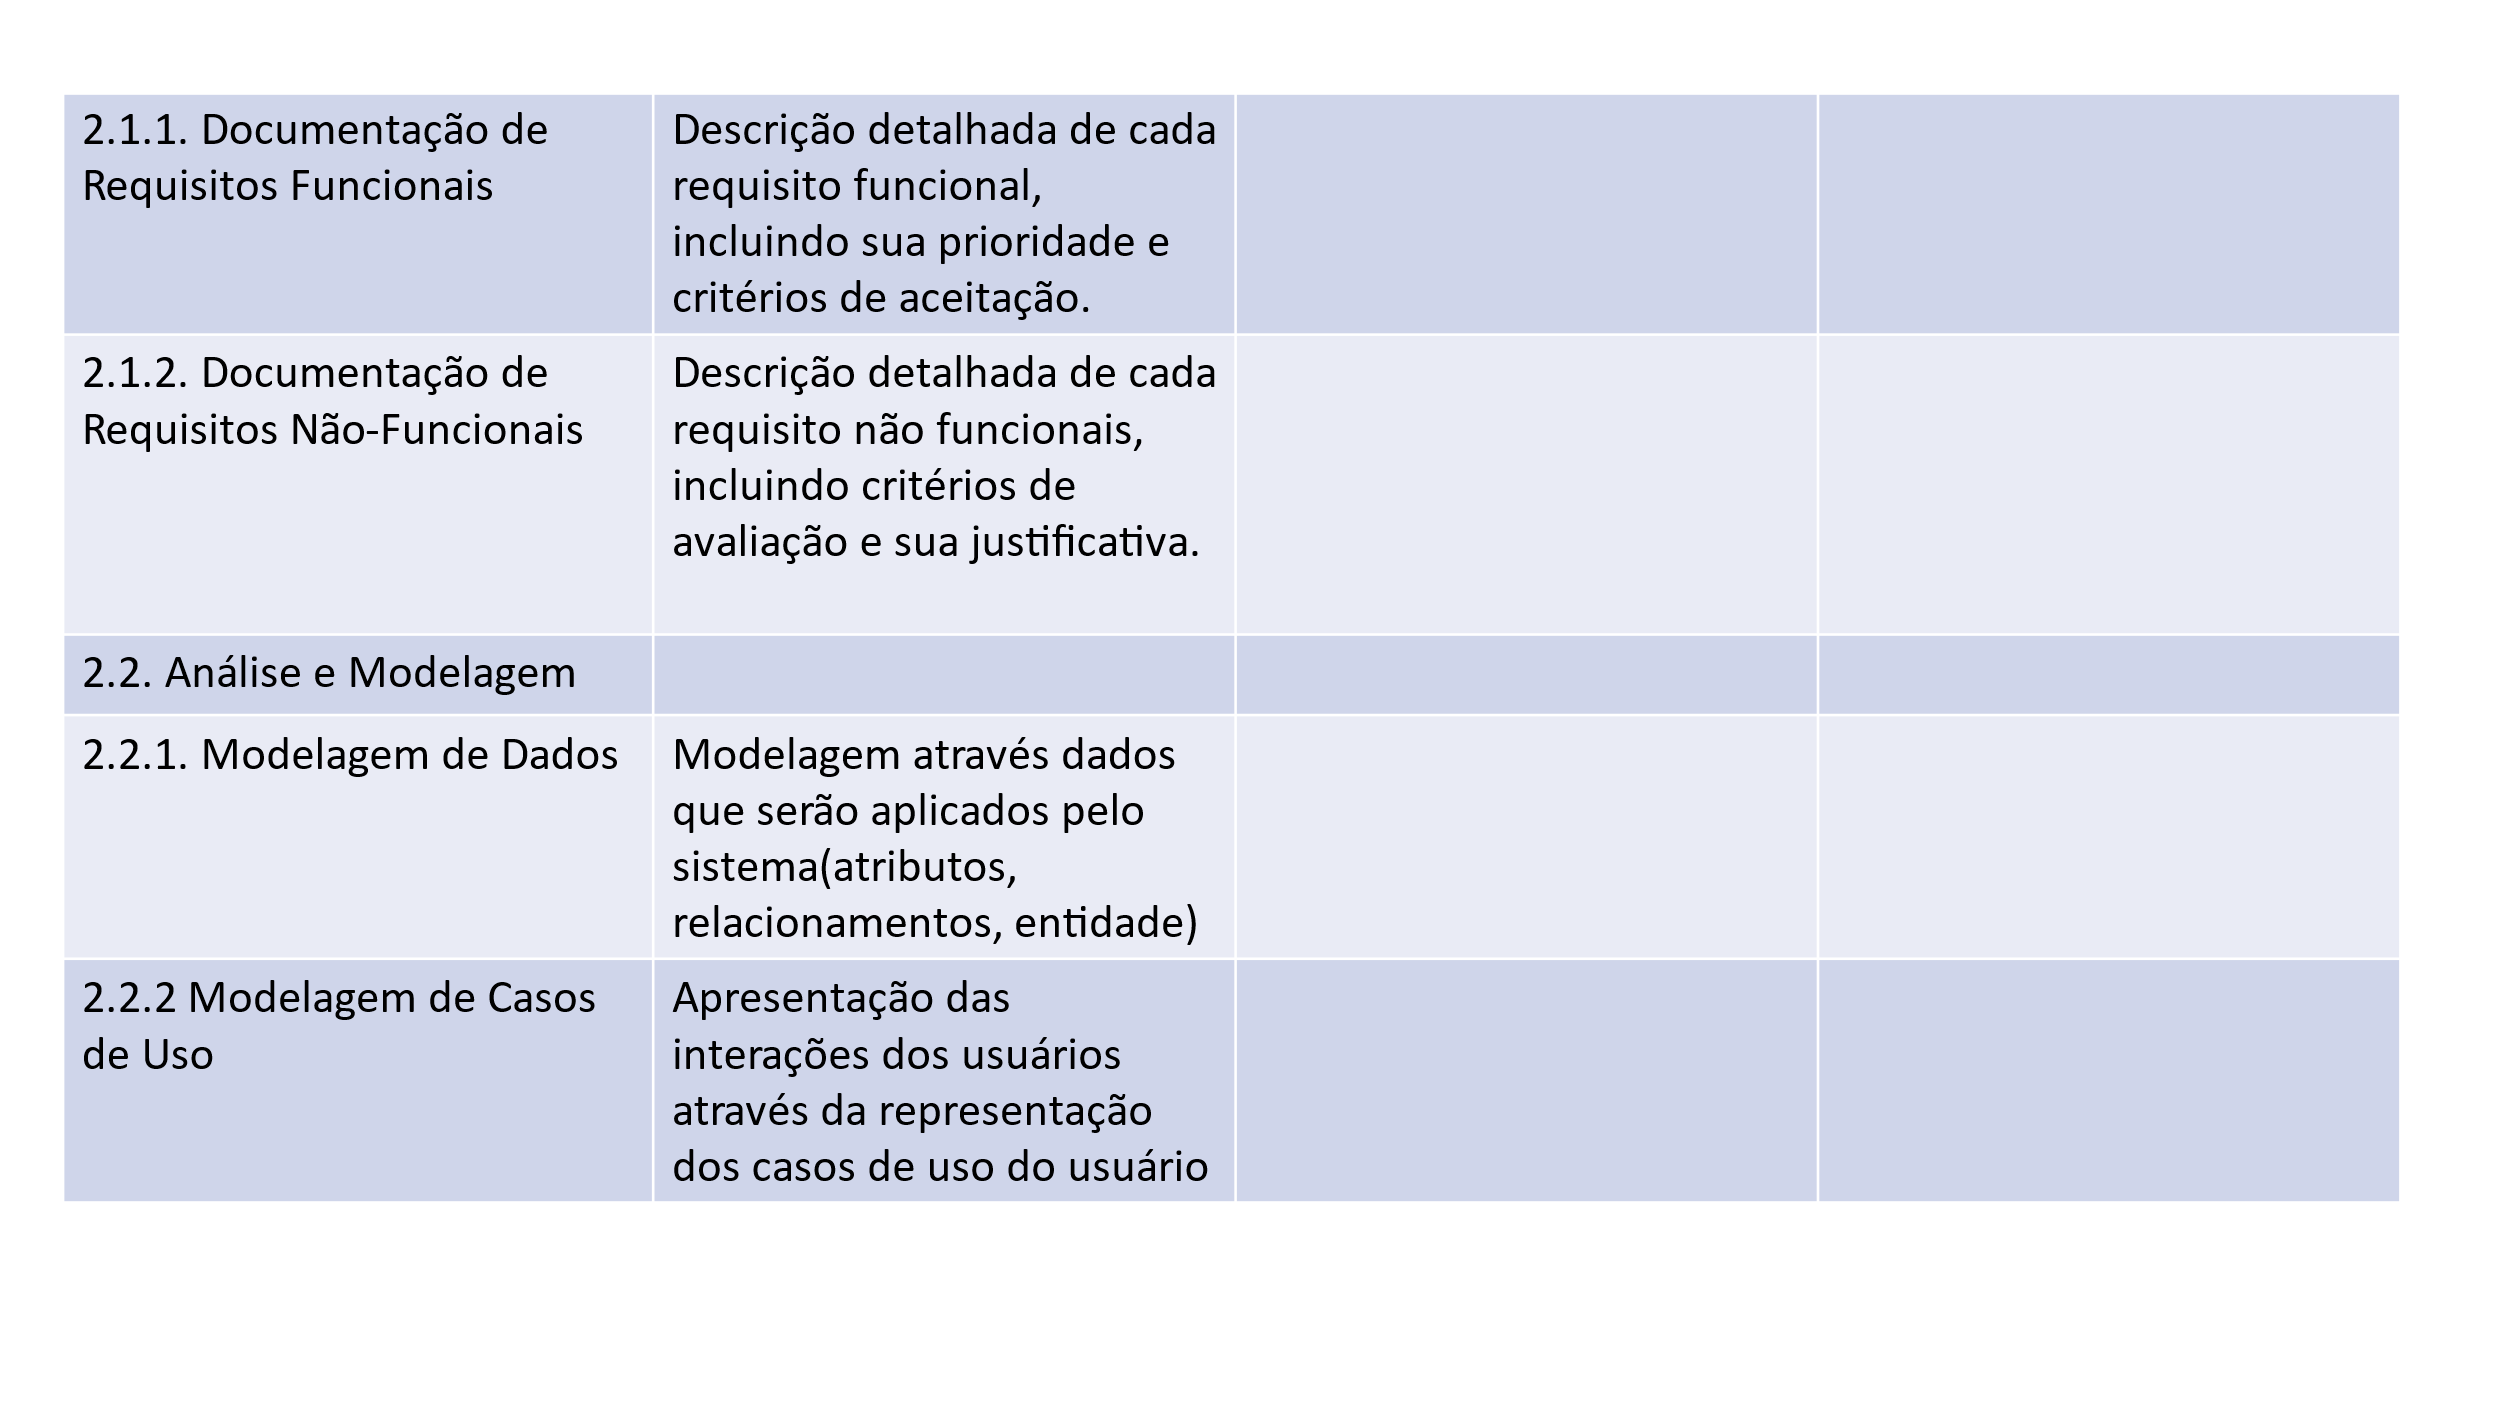 2.1.1. Documentação de
Requisitos Funcionais
Descrição detalhada de cada
requisito funcional,
incluindo sua prioridade e
critérios de aceitação.
2.1.2. Documentação de
Requisitos Não-Funcionais
Descrição detalhada de cada
requisito não funcionais,
incluindo critérios de
avaliação e sua justificativa.
2.2. Análise e Modelagem
2.2.1. Modelagem de Dados
Modelagem através dados
que serão aplicados pelo
sistema(atributos,
relacionamentos, entidade)
2.2.2 Modelagem de Casos
de Uso
Apresentação das
interações dos usuários
através da representação
dos casos de uso do usuário